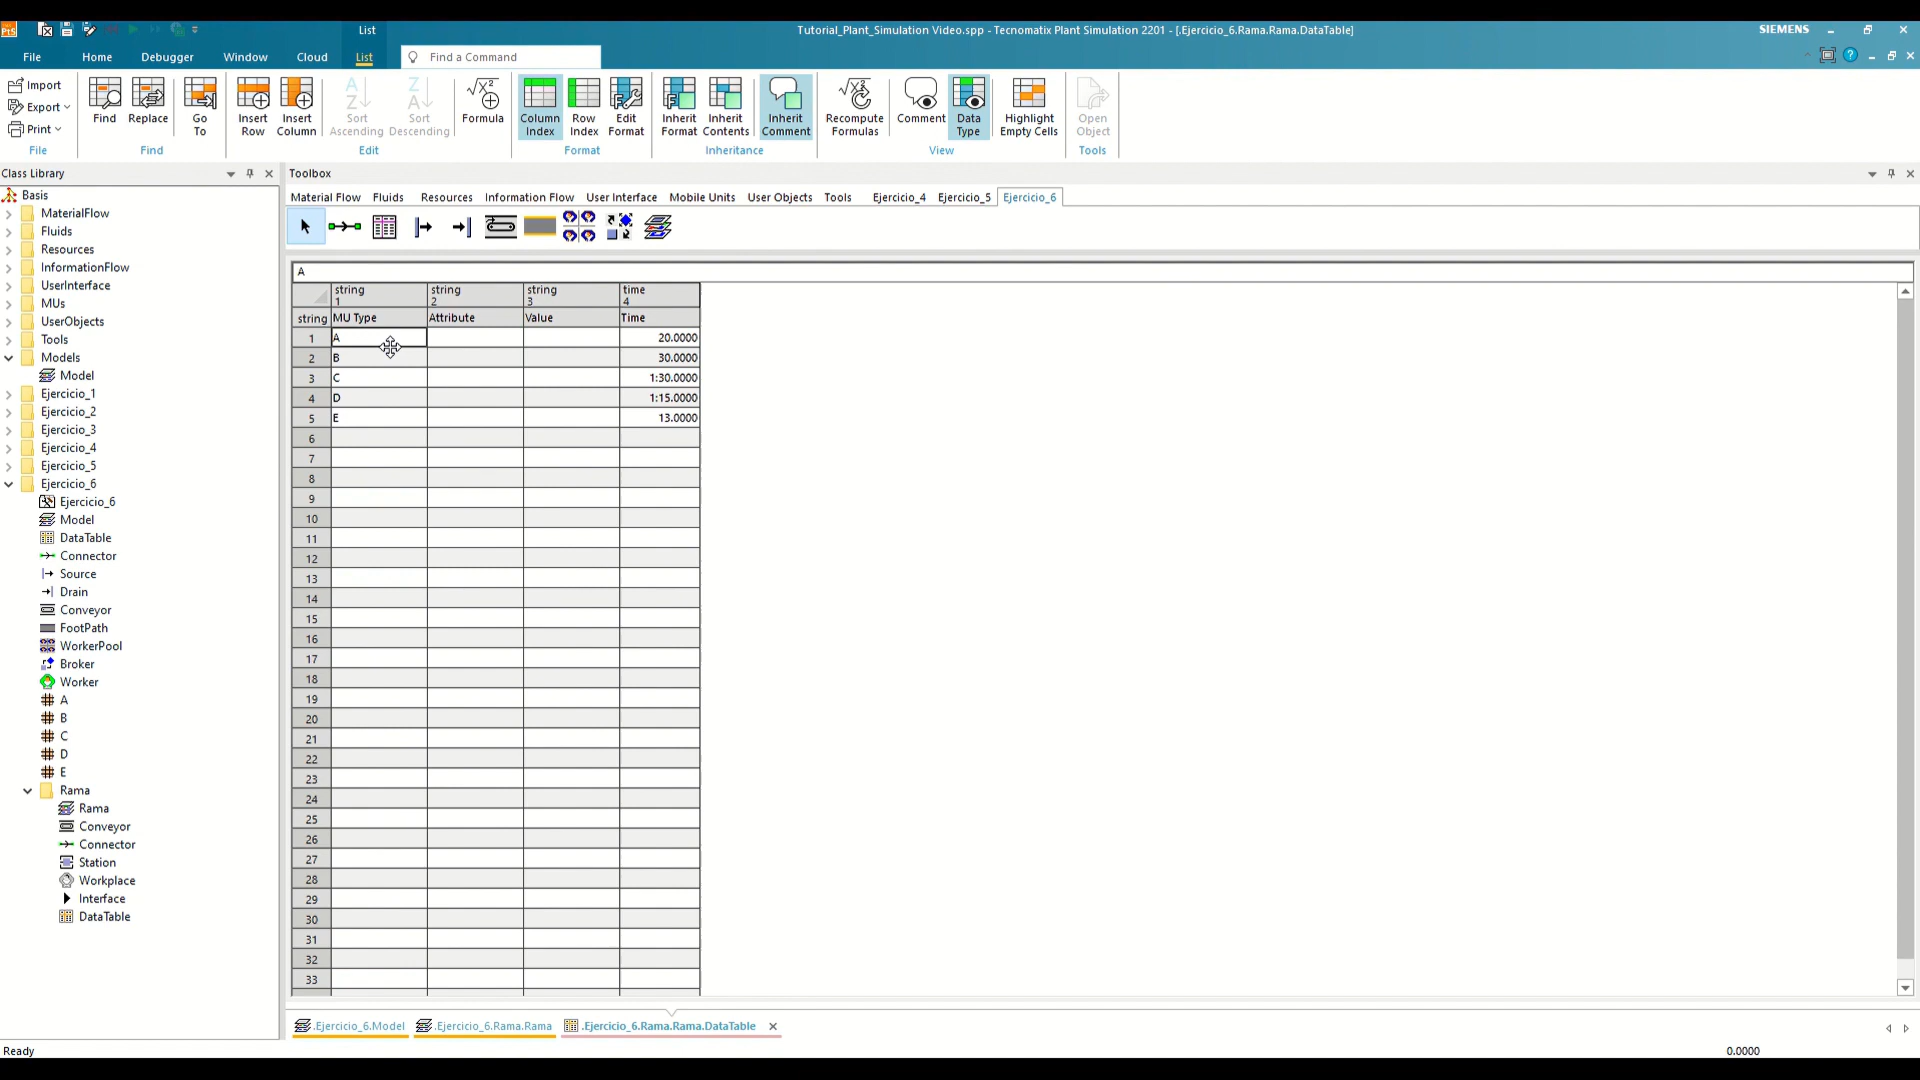 List
Tutorial_Plant_Simulation Video.spp - Tecnomatix Plant Simulation 2201 - [.Ejercicio_6.Rama.Rama.DataTable]
SIEMENS
File Home Debugger Window Cloud List Find a Command
Import
Export
Print
Find
Replace
Go To
Insert Row
Insert Column
Sort Ascending
Sort Descending
Formula
Column Index
Row Index
Edit Format
Inherit Format
Inherit Contents
Inherit Comment
Recompute Formulas
Comment
Data Type
Highlight Empty Cells
Open Object
File Find Edit Format Inheritance View Tools
Class Library
Toolbox
Material Flow Fluids Resources Information Flow User Interface Mobile Units User Objects Tools Ejercicio_4 Ejercicio_5 Ejercicio_6
Basis
MaterialFlow
Fluids
Resources
InformationFlow
UserInterface
MUs
UserObjects
Tools
Models
Model
Ejercicio_1
Ejercicio_2
Ejercicio_3
Ejercicio_4
Ejercicio_5
Ejercicio_6
Ejercicio_6
Model
DataTable
Connector
Source
Drain
Conveyor
FootPath
WorkerPool
Broker
Worker
A
B
C
D
E
Rama
Rama
Conveyor
Connector
Station
Workplace
Interface
DataTable
A
string string string time
1 2 3 4
string MU Type Attribute Value Time
1 A 20.0000
2 B 30.0000
3 C 1:30.0000
4 D 1:15.0000
5 E 13.0000
6
7
8
9
10
11
12
13
14
15
16
17
18
19
20
21
22
23
24
25
26
27
28
29
30
31
32
33
.Ejercicio_6.Model .Ejercicio_6.Rama.Rama .Ejercicio_6.Rama.Rama.DataTable
Ready 0.0000